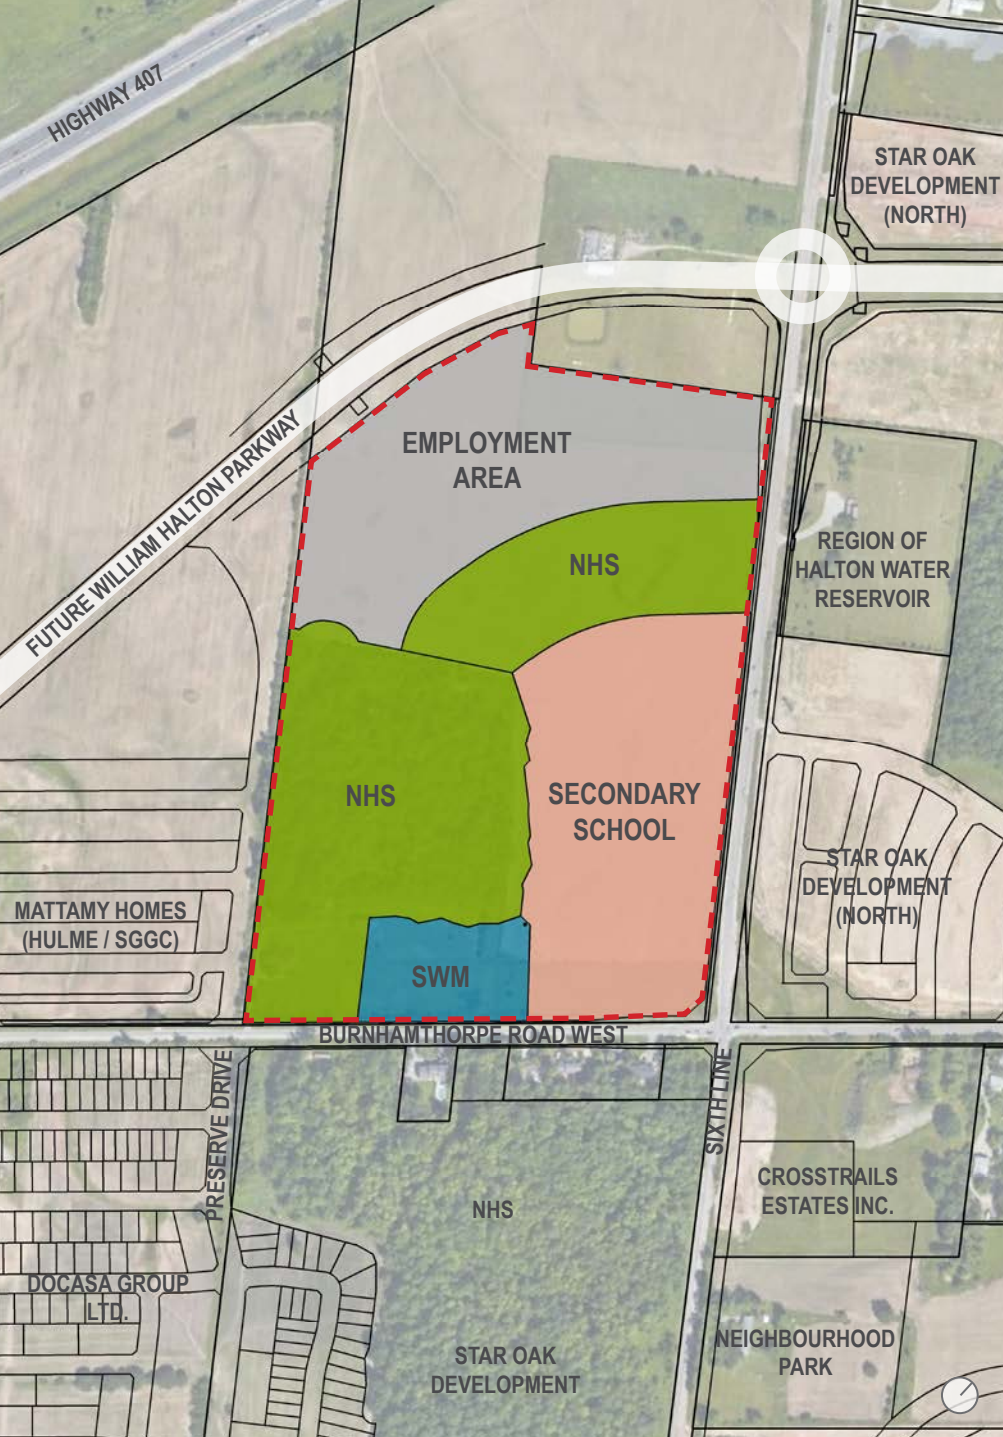 HIGHWAY 407
STAR OAK
DEVELOPMENT
(NORTH)
EMPLOYMENT
AREA
FUTURE WILLIAM HALTON PARKWAY
NHS
REGION OF
HALTON WATER
RESERVOIR
NHS
SECONDARY
SCHOOL
STAR OAK
DEVELOPMENT
(NORTH)
MATTAMY HOMES
(HULME / SGGC)
SWM
BURNHAMTHORPE ROAD WEST
PRESERVE DRIVE
SIXTH LINE
NHS
CROSSTRAILS
ESTATES INC.
DOCASA GROUP
LTD.
STAR OAK
DEVELOPMENT
NEIGHBOURHOOD
PARK